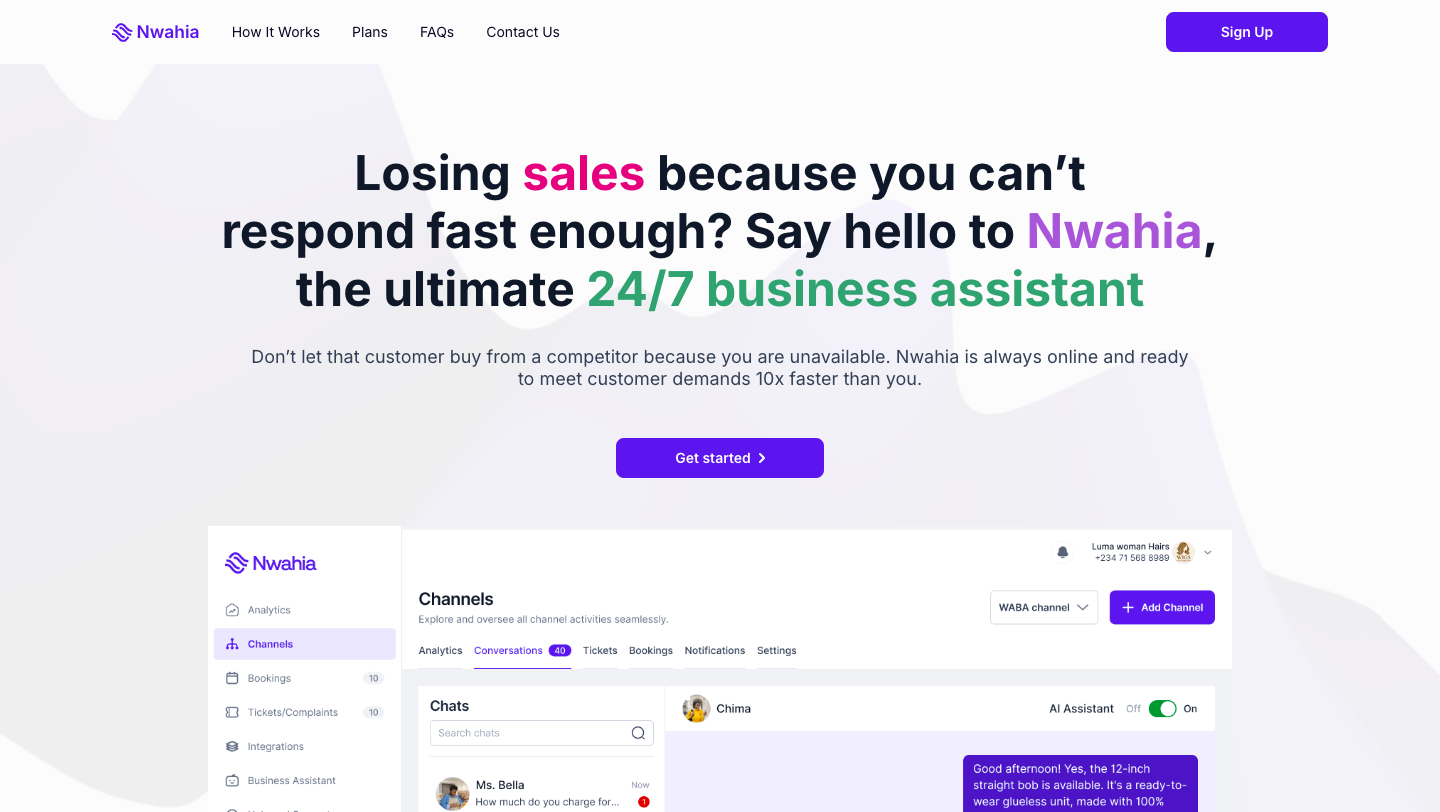 Nwahia
How It Works
Plans
FAQs
Contact Us
Sign Up
Losing sales because you can’t
respond fast enough? Say hello to Nwahia,
the ultimate 24/7 business assistant
Don’t let that customer buy from a competitor because you are unavailable. Nwahia is always online and ready
to meet customer demands 10x faster than you.
Get started
Nwahia
Analytics
Channels
Bookings 10
Tickets/Complaints 10
Integrations
Business Assistant
Luma woman Hairs
+234 71 568 8989
WIGS
Channels
Explore and oversee all channel activities seamlessly.
WABA channel
Add Channel
Analytics
Conversations 40
Tickets
Bookings
Notifications
Settings
Chats
Search chats
Ms. Bella
Now
How much do you charge for...
1
Chima
AI Assistant
Off
On
Good afternoon! Yes, the 12-inch
straight bob is available. It's a ready-to-
wear glueless unit, made with 100%